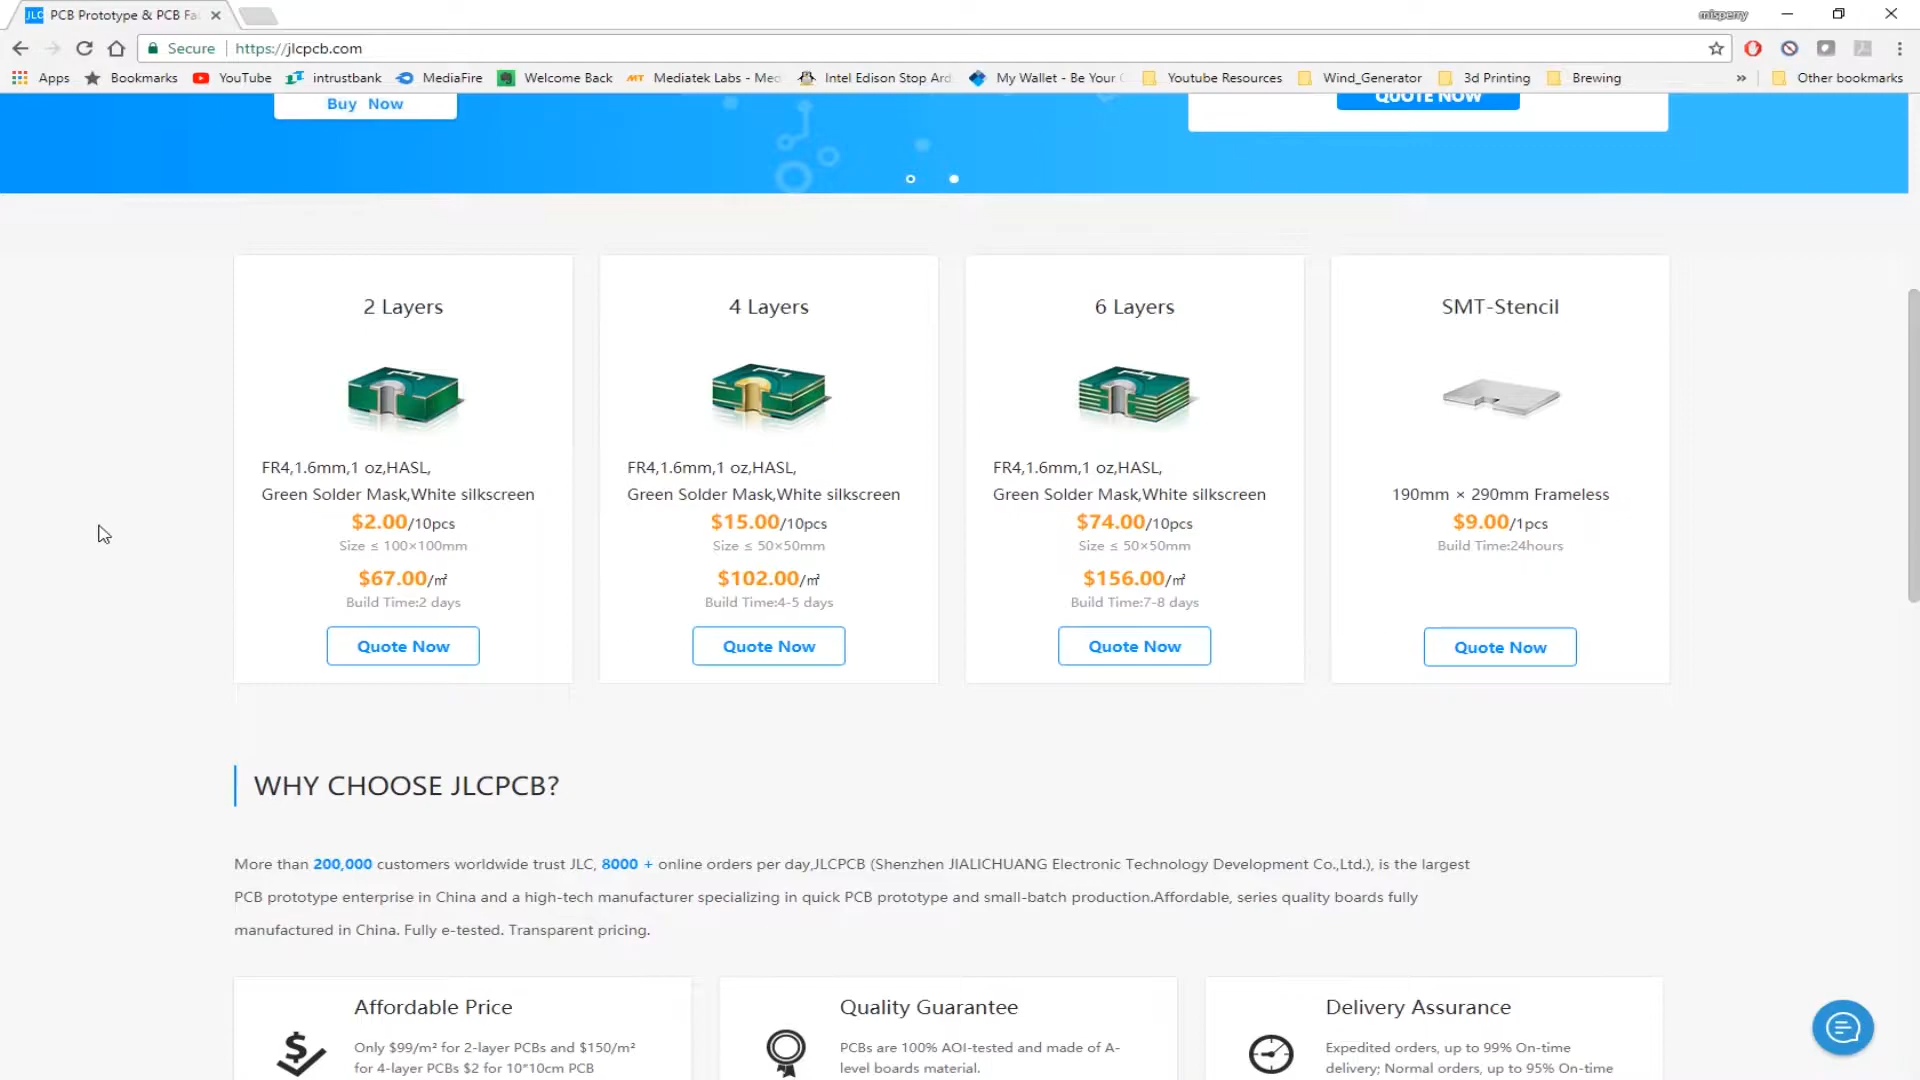 JLC PCB Prototype & PCB Fa
misperry
Secure https://jlcpcb.com
Apps Bookmarks YouTube intrustbank MediaFire Welcome Back Mediatek Labs - Med Intel Edison Stop Ard My Wallet - Be Your Youtube Resources Wind_Generator 3d Printing Brewing » Other bookmarks
Buy Now
QUOTE NOW
2 Layers
FR4,1.6mm,1 oz,HASL,
Green Solder Mask,White silkscreen
$2.00/10pcs
Size ≤ 100×100mm
$67.00/㎡
Build Time:2 days
Quote Now
4 Layers
FR4,1.6mm,1 oz,HASL,
Green Solder Mask,White silkscreen
$15.00/10pcs
Size ≤ 50×50mm
$102.00/㎡
Build Time:4-5 days
Quote Now
6 Layers
FR4,1.6mm,1 oz,HASL,
Green Solder Mask,White silkscreen
$74.00/10pcs
Size ≤ 50×50mm
$156.00/㎡
Build Time:7-8 days
Quote Now
SMT-Stencil
190mm × 290mm Frameless
$9.00/1pcs
Build Time:24hours
Quote Now
WHY CHOOSE JLCPCB?
More than 200,000 customers worldwide trust JLC, 8000 + online orders per day,JLCPCB (Shenzhen JIALICHUANG Electronic Technology Development Co.,Ltd.), is the largest
PCB prototype enterprise in China and a high-tech manufacturer specializing in quick PCB prototype and small-batch production.Affordable, series quality boards fully
manufactured in China. Fully e-tested. Transparent pricing.
Affordable Price
Only $99/m² for 2-layer PCBs and $150/m²
for 4-layer PCBs $2 for 10*10cm PCB
Quality Guarantee
PCBs are 100% AOI-tested and made of A-
level boards material.
Delivery Assurance
Expedited orders, up to 99% On-time
delivery; Normal orders, up to 95% On-time